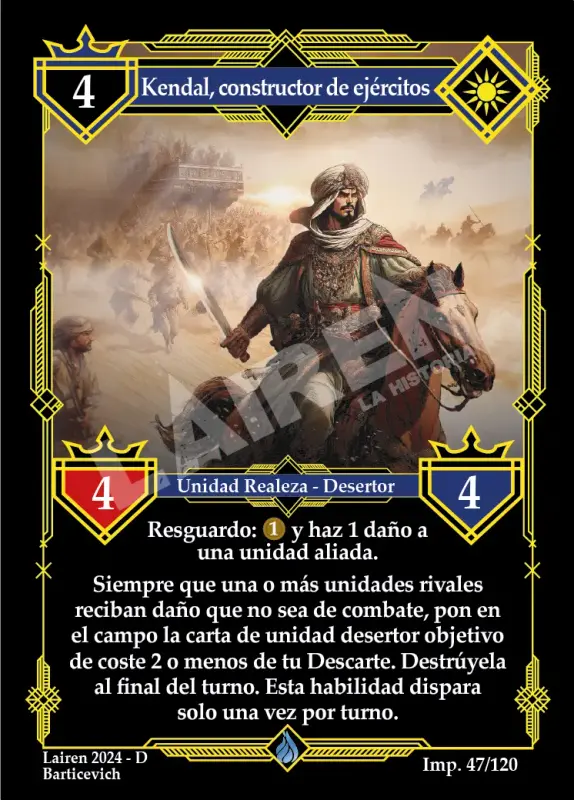 4
Kendal, constructor de ejércitos
LAIREN
LA HISTORIA
4
Unidad Realeza - Desertor
4
Resguardo: 1 y haz 1 daño a
una unidad aliada.
Siempre que una o más unidades rivales
reciban daño que no sea de combate, pon en
el campo la carta de unidad desertor objetivo
de coste 2 o menos de tu Descarte. Destrúyela
al final del turno. Esta habilidad dispara
solo una vez por turno.
Lairen 2024 - D
Barticevich
Imp. 47/120